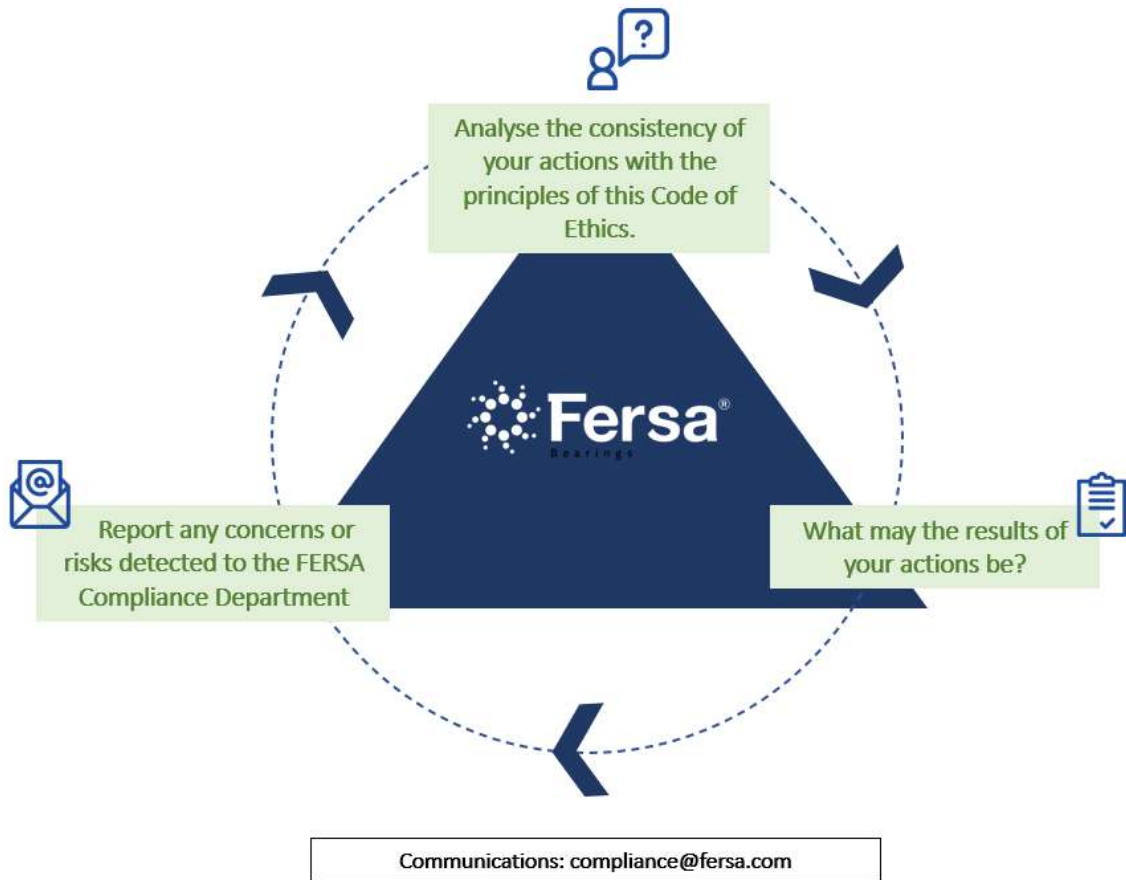 ?
Analyse the consistency of
your actions with the
principles of this Code of
Ethics.
Fersa®
Bearings
@
Report any concerns or
risks detected to the FERSA
Compliance Department
What may the results of
your actions be?
Communications: compliance@fersa.com